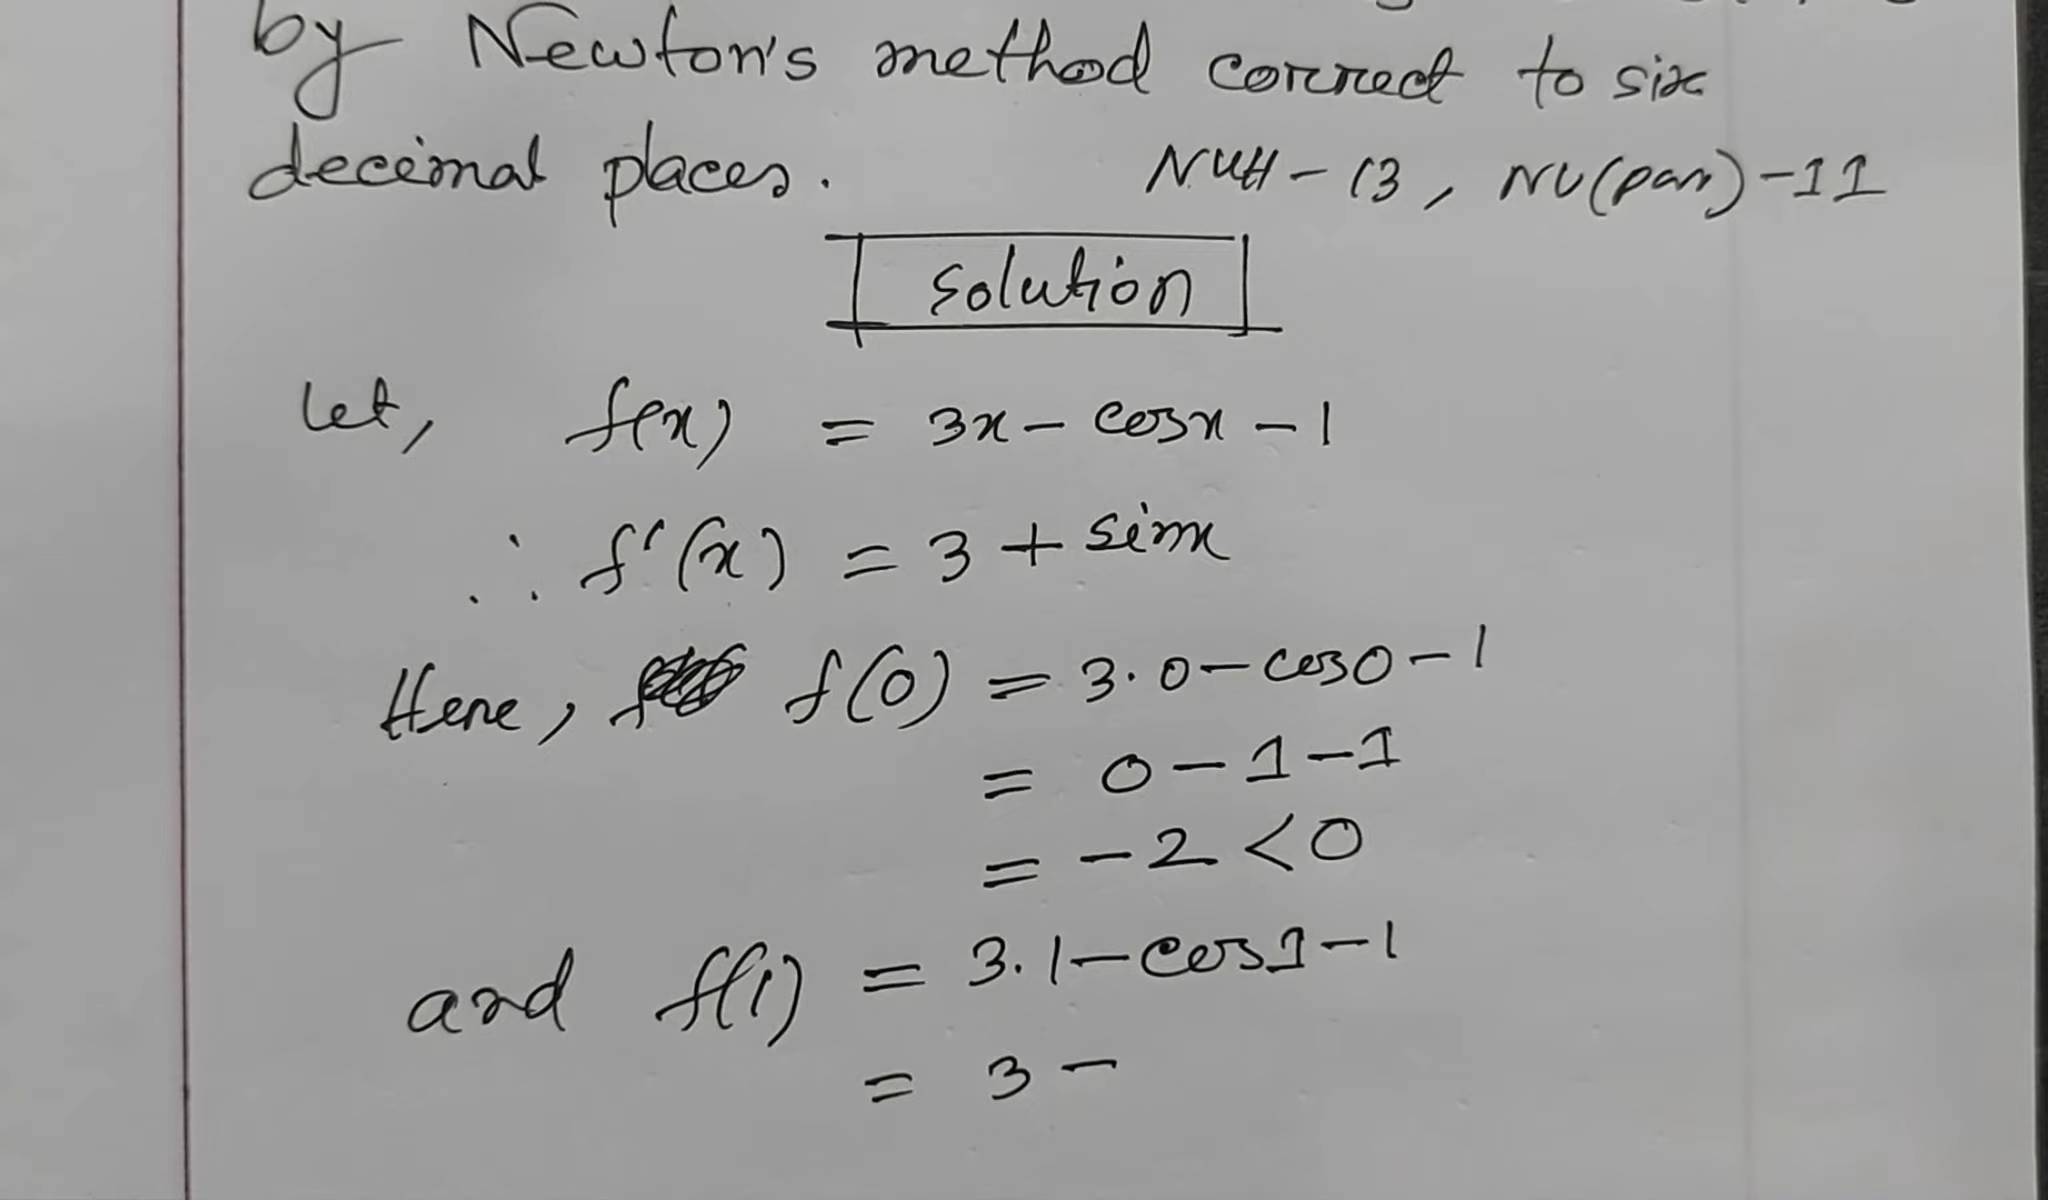 by Newton's method correct to six
decimal places. NUH-13, NU(pas)-11
Solution
Let, f(x) = 3x - cosx - 1
∴ f'(x) = 3 + sinx
Here, f(0) = 3.0 - cos0 - 1
= 0 - 1 - 1
= -2 < 0
and f(1) = 3.1 - cos1 - 1
= 3 -